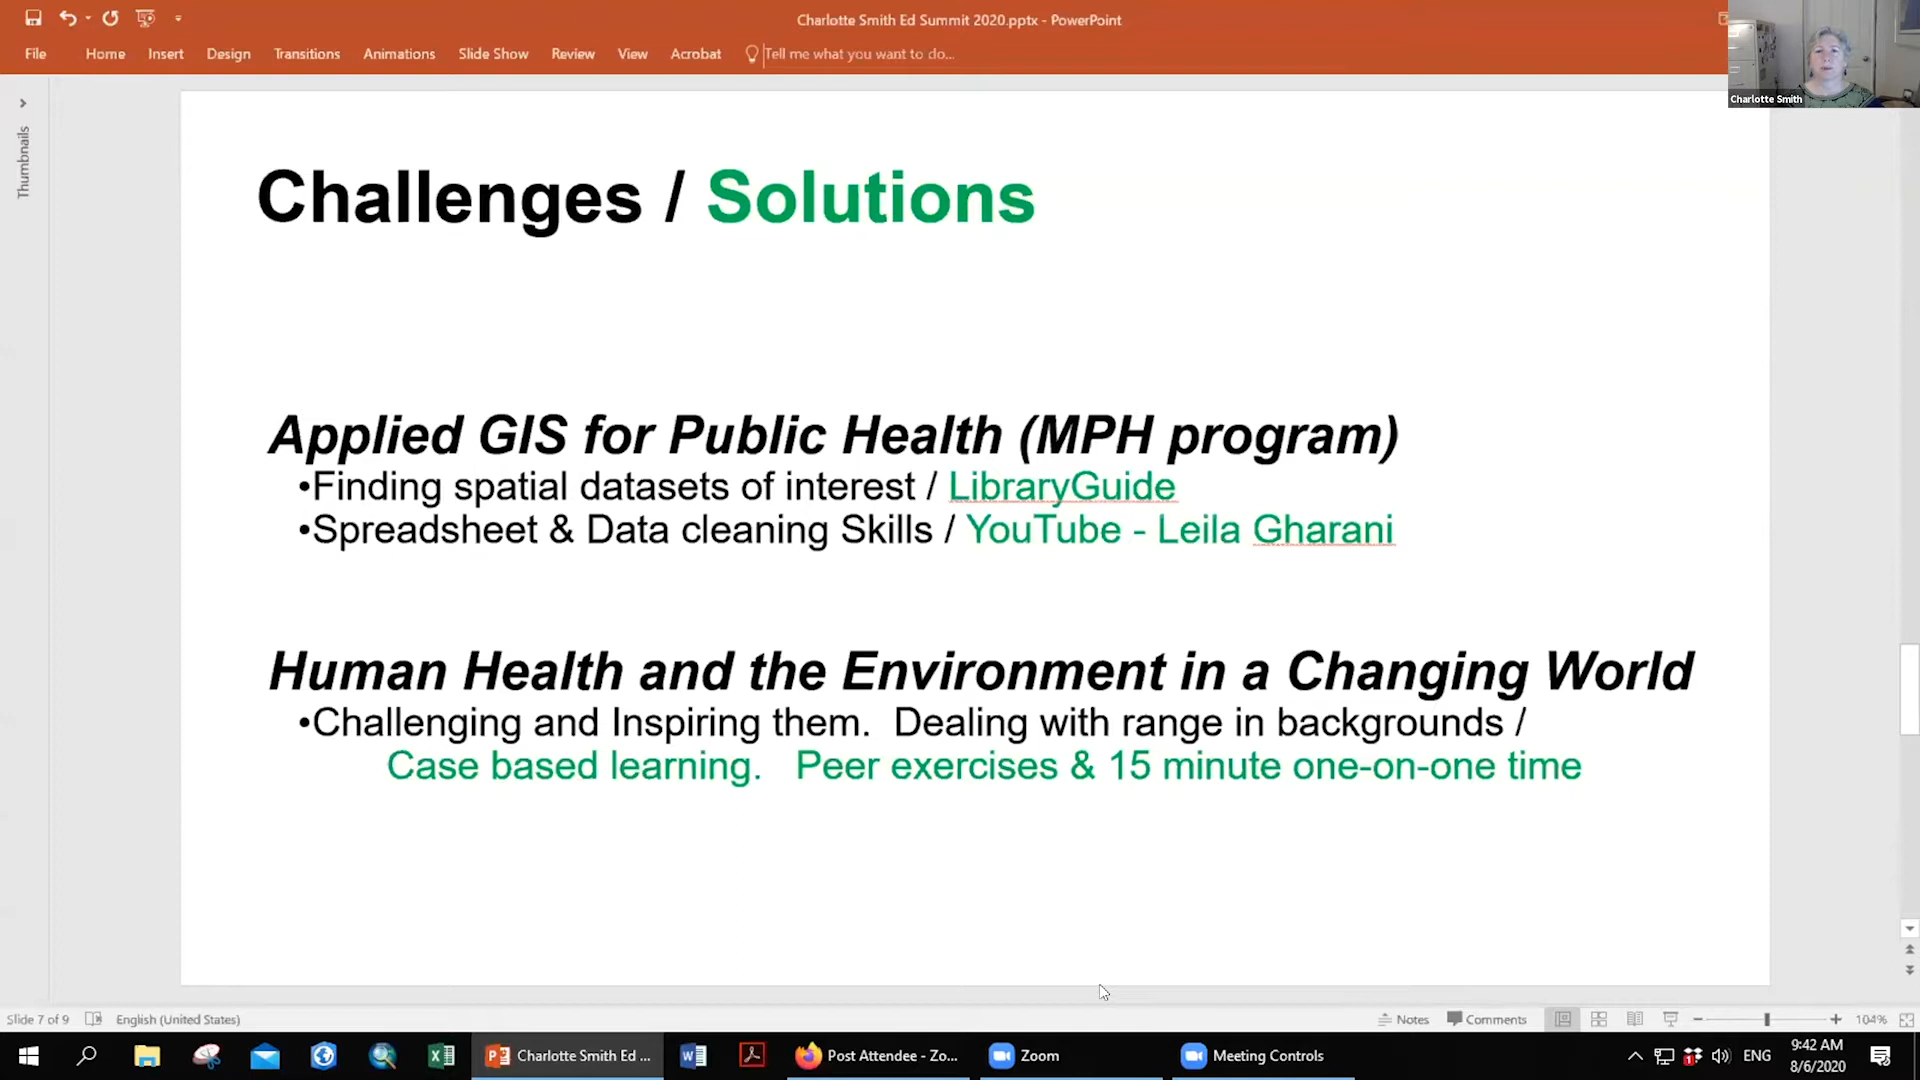 Charlotte Smith Ed Summit 2020.pptx - PowerPoint
File Home Insert Design Transitions Animations Slide Show Review View Acrobat Tell me what you want to do...
Charlotte Smith
Thumbnails
Challenges / Solutions
Applied GIS for Public Health (MPH program)
•Finding spatial datasets of interest / LibraryGuide
•Spreadsheet & Data cleaning Skills / YouTube - Leila Gharani
Human Health and the Environment in a Changing World
•Challenging and Inspiring them. Dealing with range in backgrounds /
Case based learning. Peer exercises & 15 minute one-on-one time
Slide 7 of 9 English (United States) Notes Comments 104%
Charlotte Smith Ed ... Post Attendee - Zo... Zoom Meeting Controls ENG 9:42 AM
8/6/2020